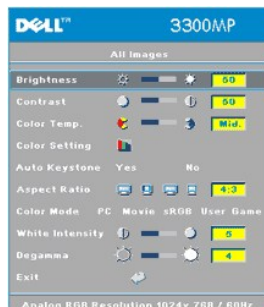 DELL™ 3300MP
All Images
Brightness 50
Contrast 50
Color Temp. Mid.
Color Setting
Auto Keystone Yes No
Aspect Ratio 4:3
Color Mode PC Movie sRGB User Game
White Intensity 5
Degamma 4
Exit
Analog RGB Resolution 1024x 768 / 60Hz